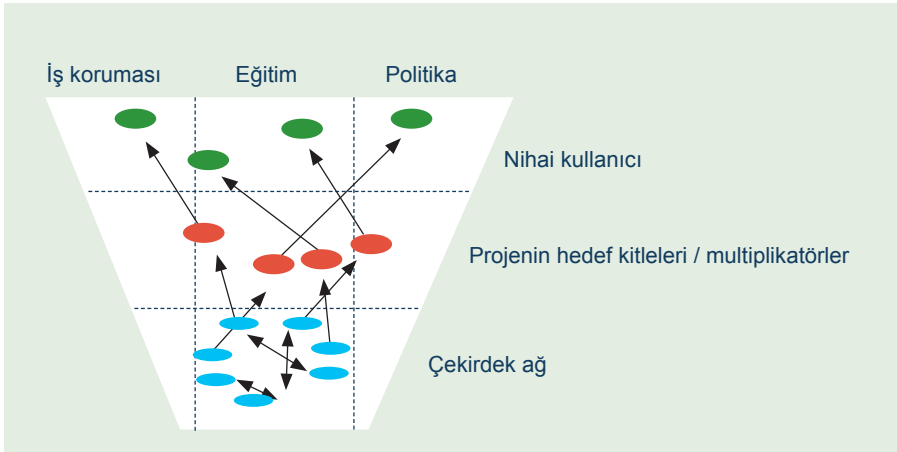 İş koruması
Eğitim
Politika
Nihai kullanıcı
Projenin hedef kitleleri / multiplikatörler
Çekirdek ağ